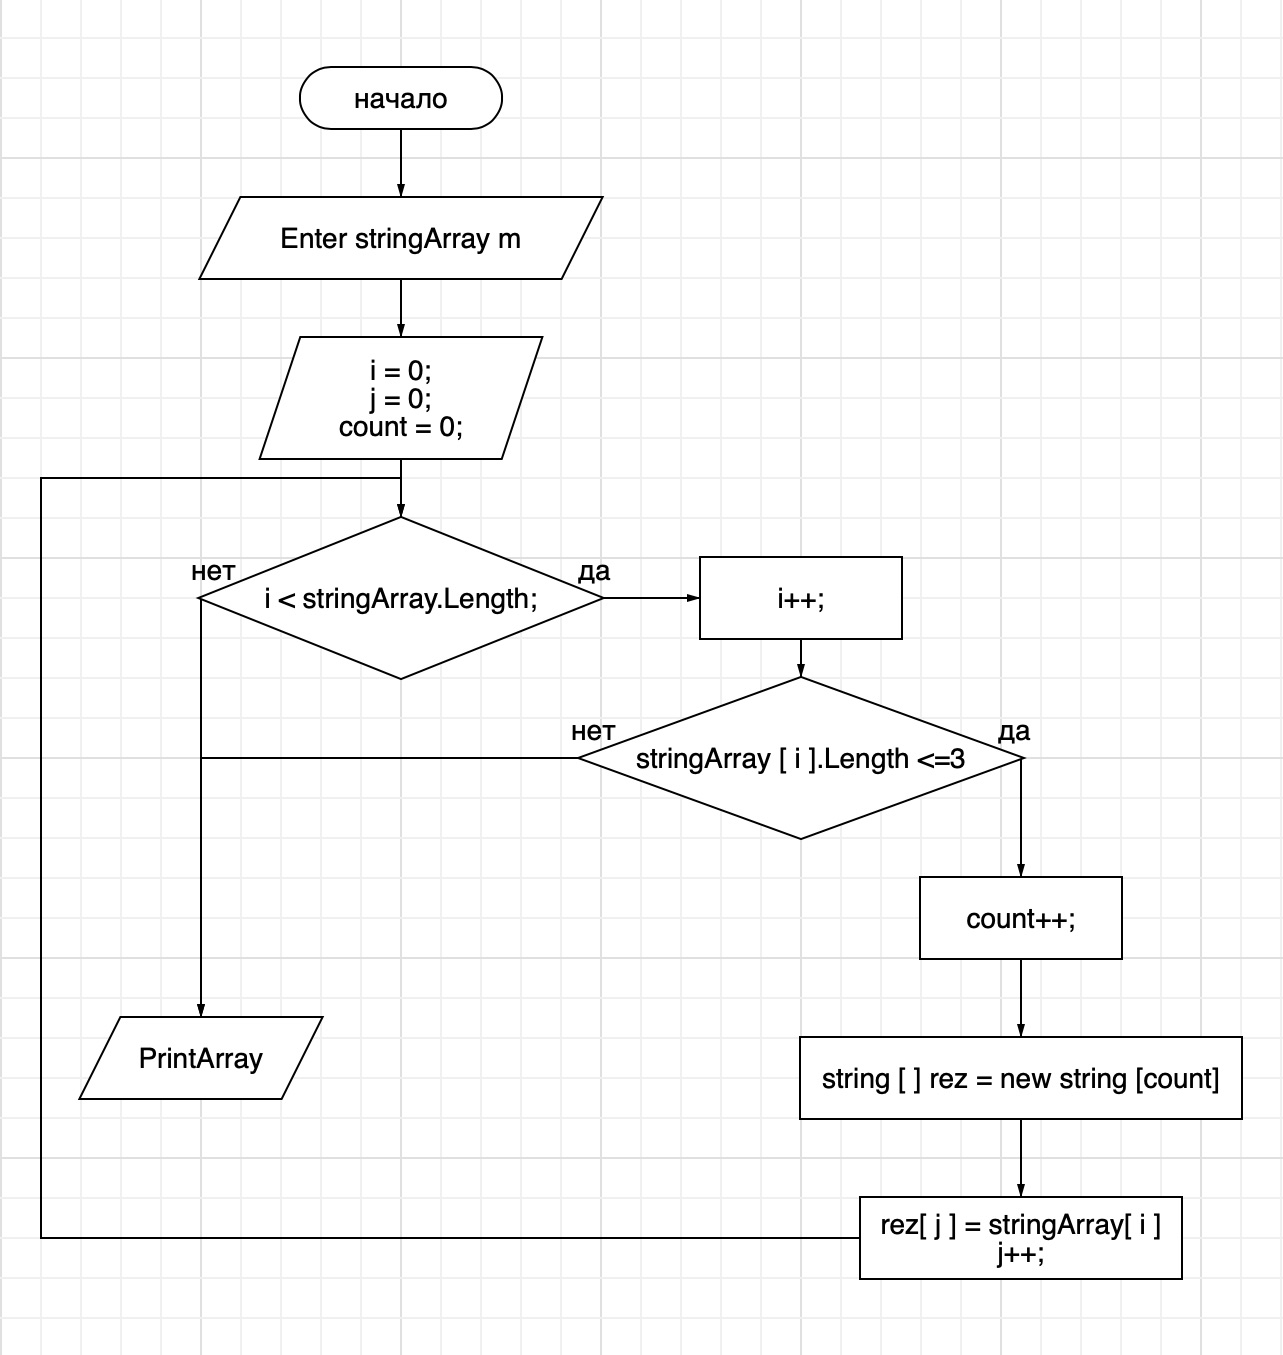 начало
Enter stringArray m
i = 0;
j = 0;
count = 0;
нет
да
i < stringArray.Length;
i++;
нет
да
stringArray [ i ].Length <=3
count++;
PrintArray
string [ ] rez = new string [count]
rez[ j ] = stringArray[ i ]
j++;